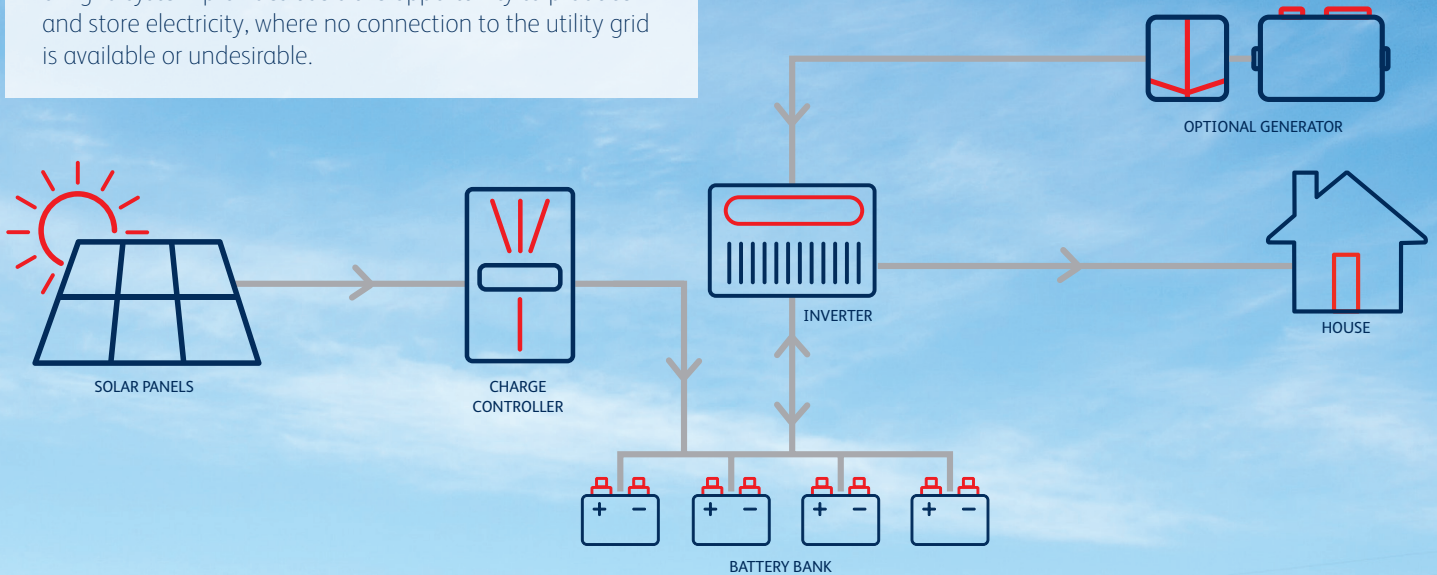 and store electricity, where no connection to the utility grid
is available or undesirable.
OPTIONAL GENERATOR
INVERTER
HOUSE
SOLAR PANELS
CHARGE
CONTROLLER
+ − + − + − + −
BATTERY BANK